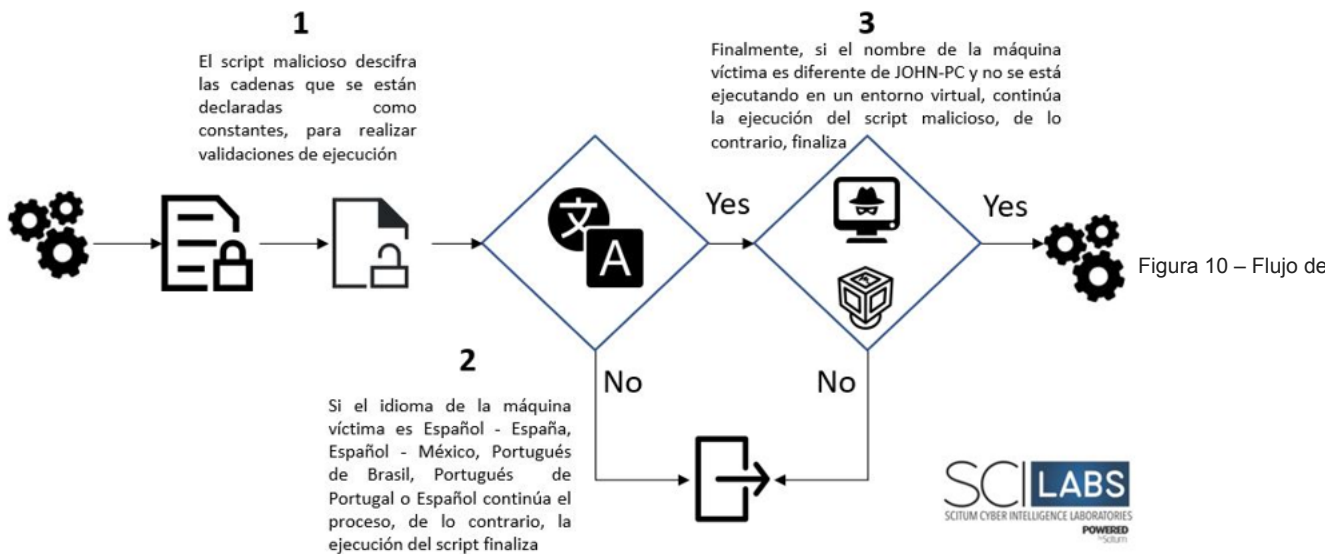 1
El script malicioso descifra
las cadenas que se están
declaradas como
constantes, para realizar
validaciones de ejecución
3
Finalmente, si el nombre de la máquina
víctima es diferente de JOHN-PC y no se está
ejecutando en un entorno virtual, continúa
la ejecución del script malicioso, de lo
contrario, finaliza
文
A
Yes
Yes
Figura 10 – Flujo de
2
Si el idioma de la máquina
víctima es Español - España,
Español - México, Portugués
de Brasil, Portugués de
Portugal o Español continúa el
proceso, de lo contrario, la
ejecución del script finaliza
No
No
SCILABS
SCITUM CYBER INTELLIGENCE LABORATORIES
POWERED
by Scitum